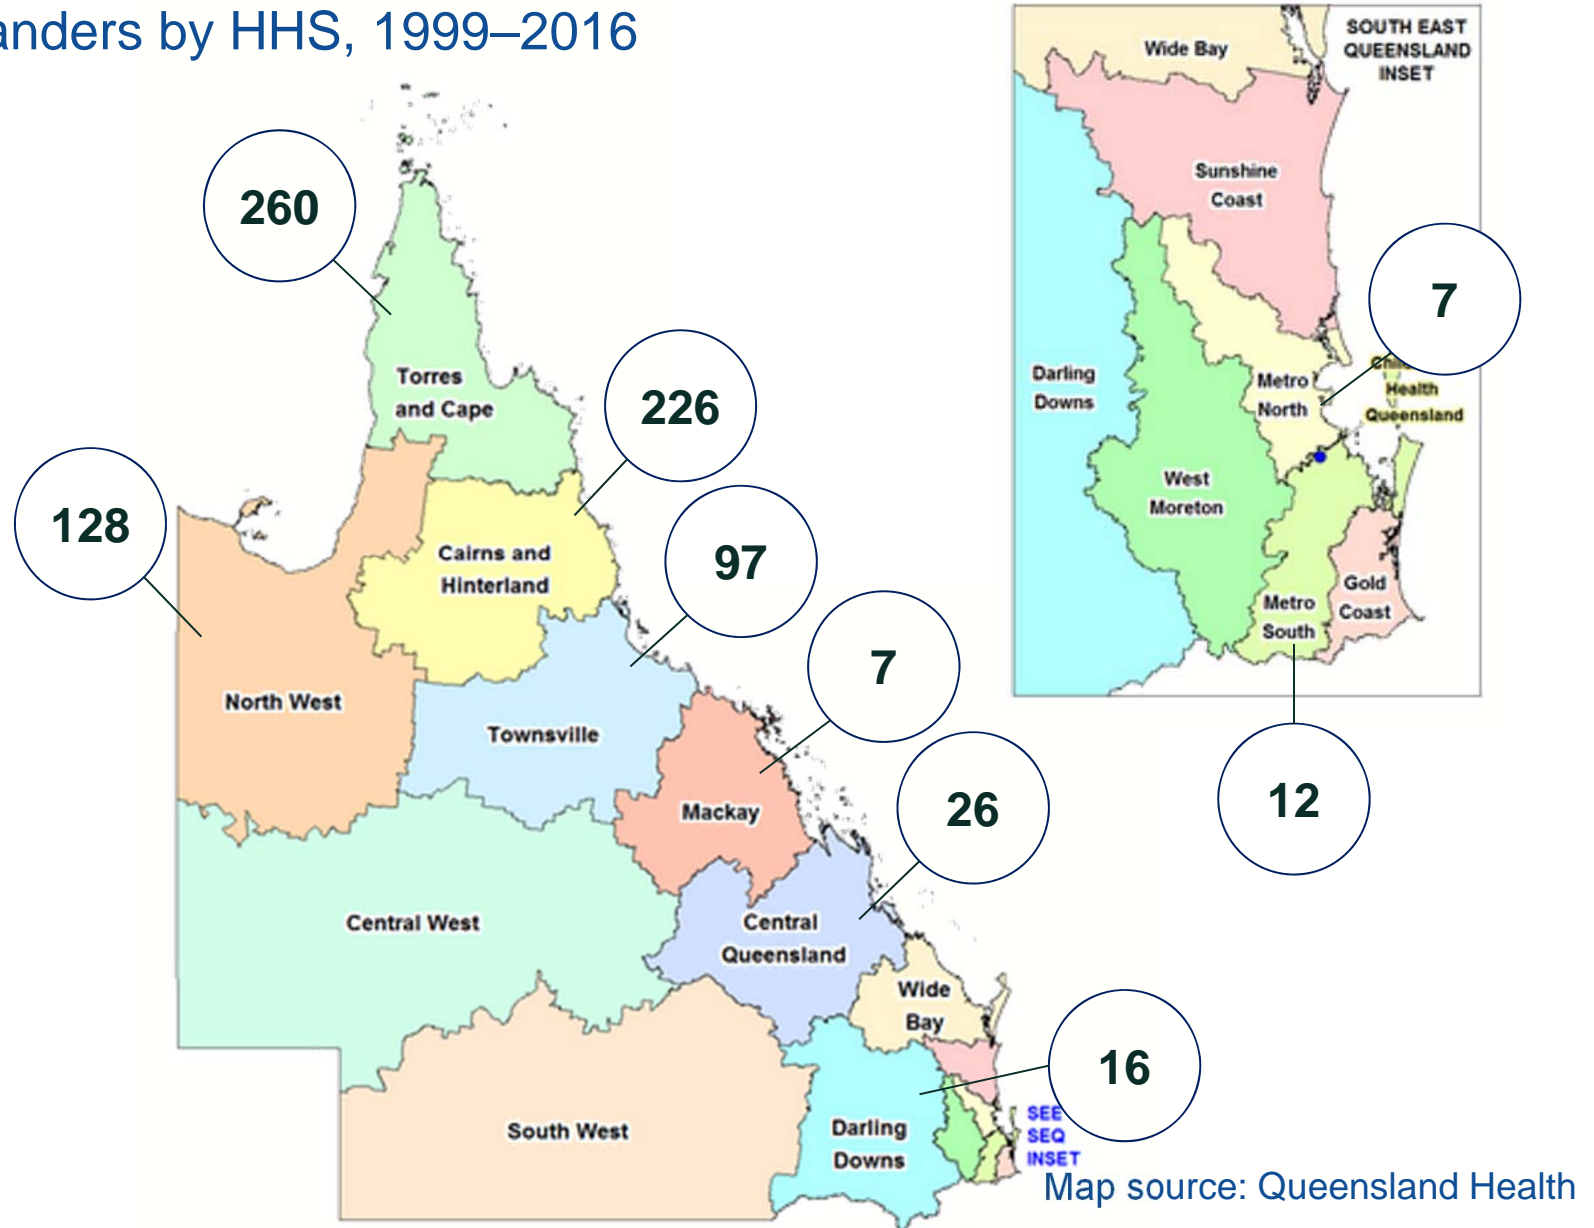 anders by HHS, 1999–2016
260
226
128
97
7
26
16
Torres
and Cape
Cairns and
Hinterland
North West
Townsville
Mackay
Central West
Central
Queensland
Wide
Bay
South West
Darling
Downs
SEE
SEQ
INSET
SOUTH EAST
QUEENSLAND
INSET
Wide Bay
Sunshine
Coast
7
Darling
Downs
Metro
North
Health
Queensland
West
Moreton
Gold
Coast
Metro
South
12
Map source: Queensland Health